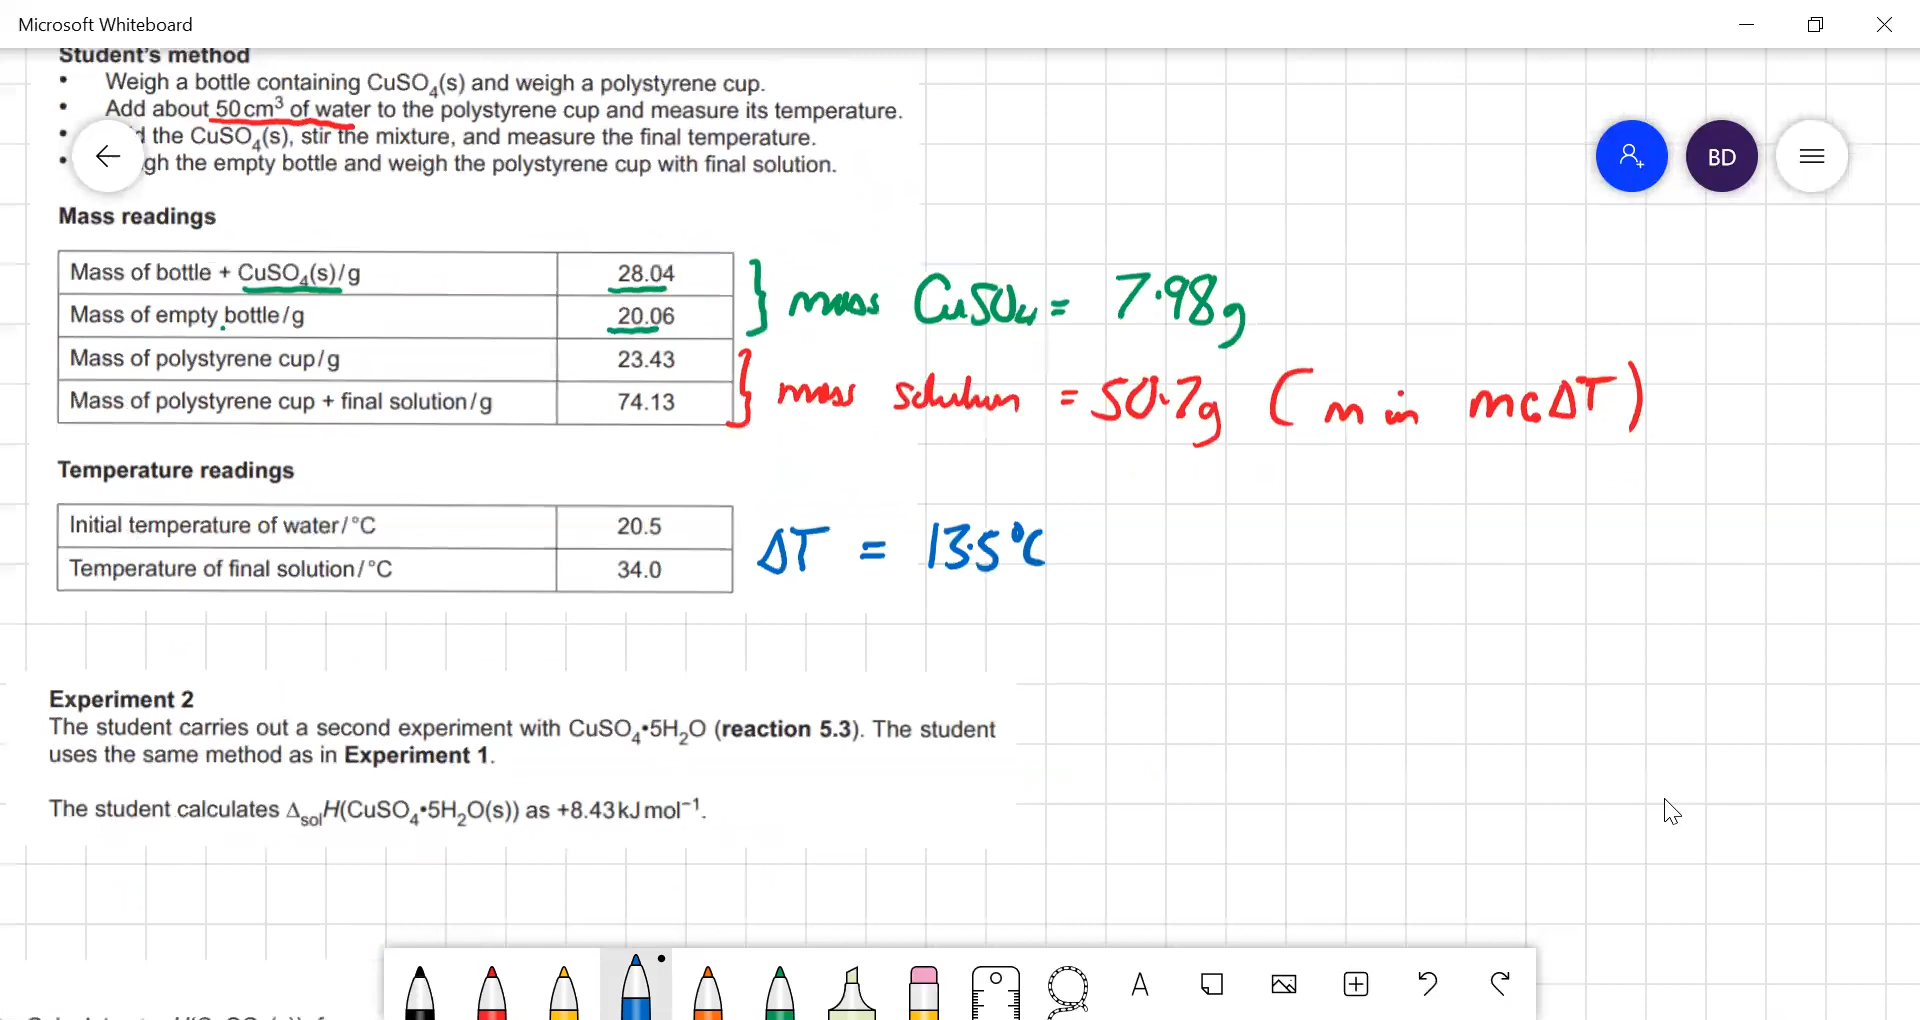 Microsoft Whiteboard
Student's method
• Weigh a bottle containing CuSO₄(s) and weigh a polystyrene cup.
• Add about 50 cm³ of water to the polystyrene cup and measure its temperature.
• the CuSO₄(s), stir the mixture, and measure the final temperature.
• the empty bottle and weigh the polystyrene cup with final solution.
BD
Mass readings
Mass of bottle + CuSO₄(s)/g 28.04
Mass of empty bottle/g 20.06
mass CuSO₄ = 7.98g
Mass of polystyrene cup/g 23.43
Mass of polystyrene cup + final solution/g 74.13
mass solution = 50.7g (m in mcΔT)
Temperature readings
Initial temperature of water/°C 20.5
Temperature of final solution/°C 34.0
ΔT = 13.5°C
Experiment 2
The student carries out a second experiment with CuSO₄•5H₂O (reaction 5.3). The student
uses the same method as in Experiment 1.
The student calculates ΔsolH(CuSO₄•5H₂O(s)) as +8.43 kJ mol⁻¹.
A